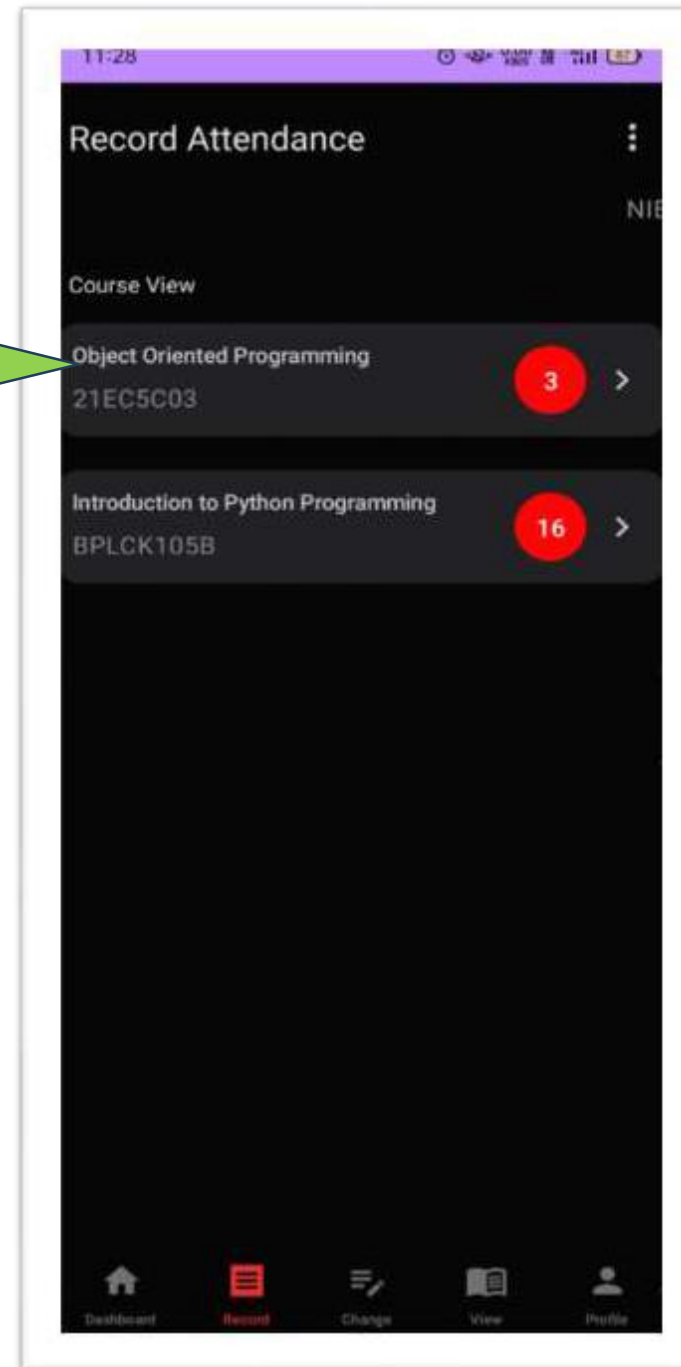 11:28
Record Attendance
NIE
Course View
Object Oriented Programming
21EC5C03
3
Introduction to Python Programming
BPLCK105B
16
Dashboard
Record
Change
View
Profile